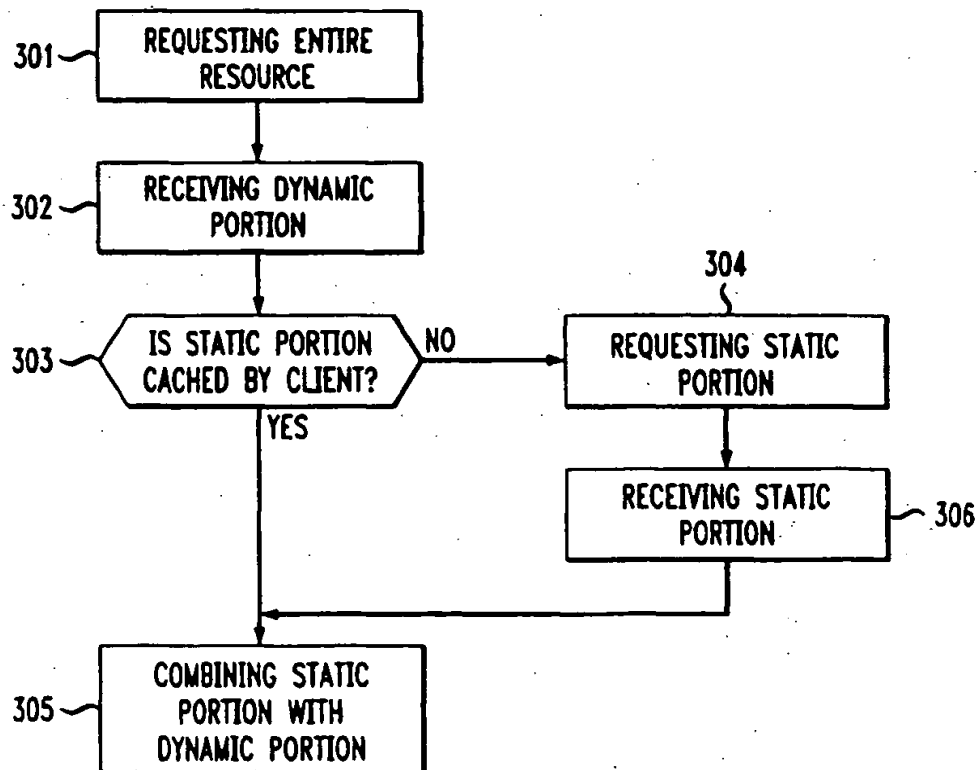 301
REQUESTING ENTIRE
RESOURCE
302
RECEIVING DYNAMIC
PORTION
303
IS STATIC PORTION
CACHED BY CLIENT?
NO
YES
304
REQUESTING STATIC
PORTION
RECEIVING STATIC
PORTION
306
305
COMBINING STATIC
PORTION WITH
DYNAMIC PORTION